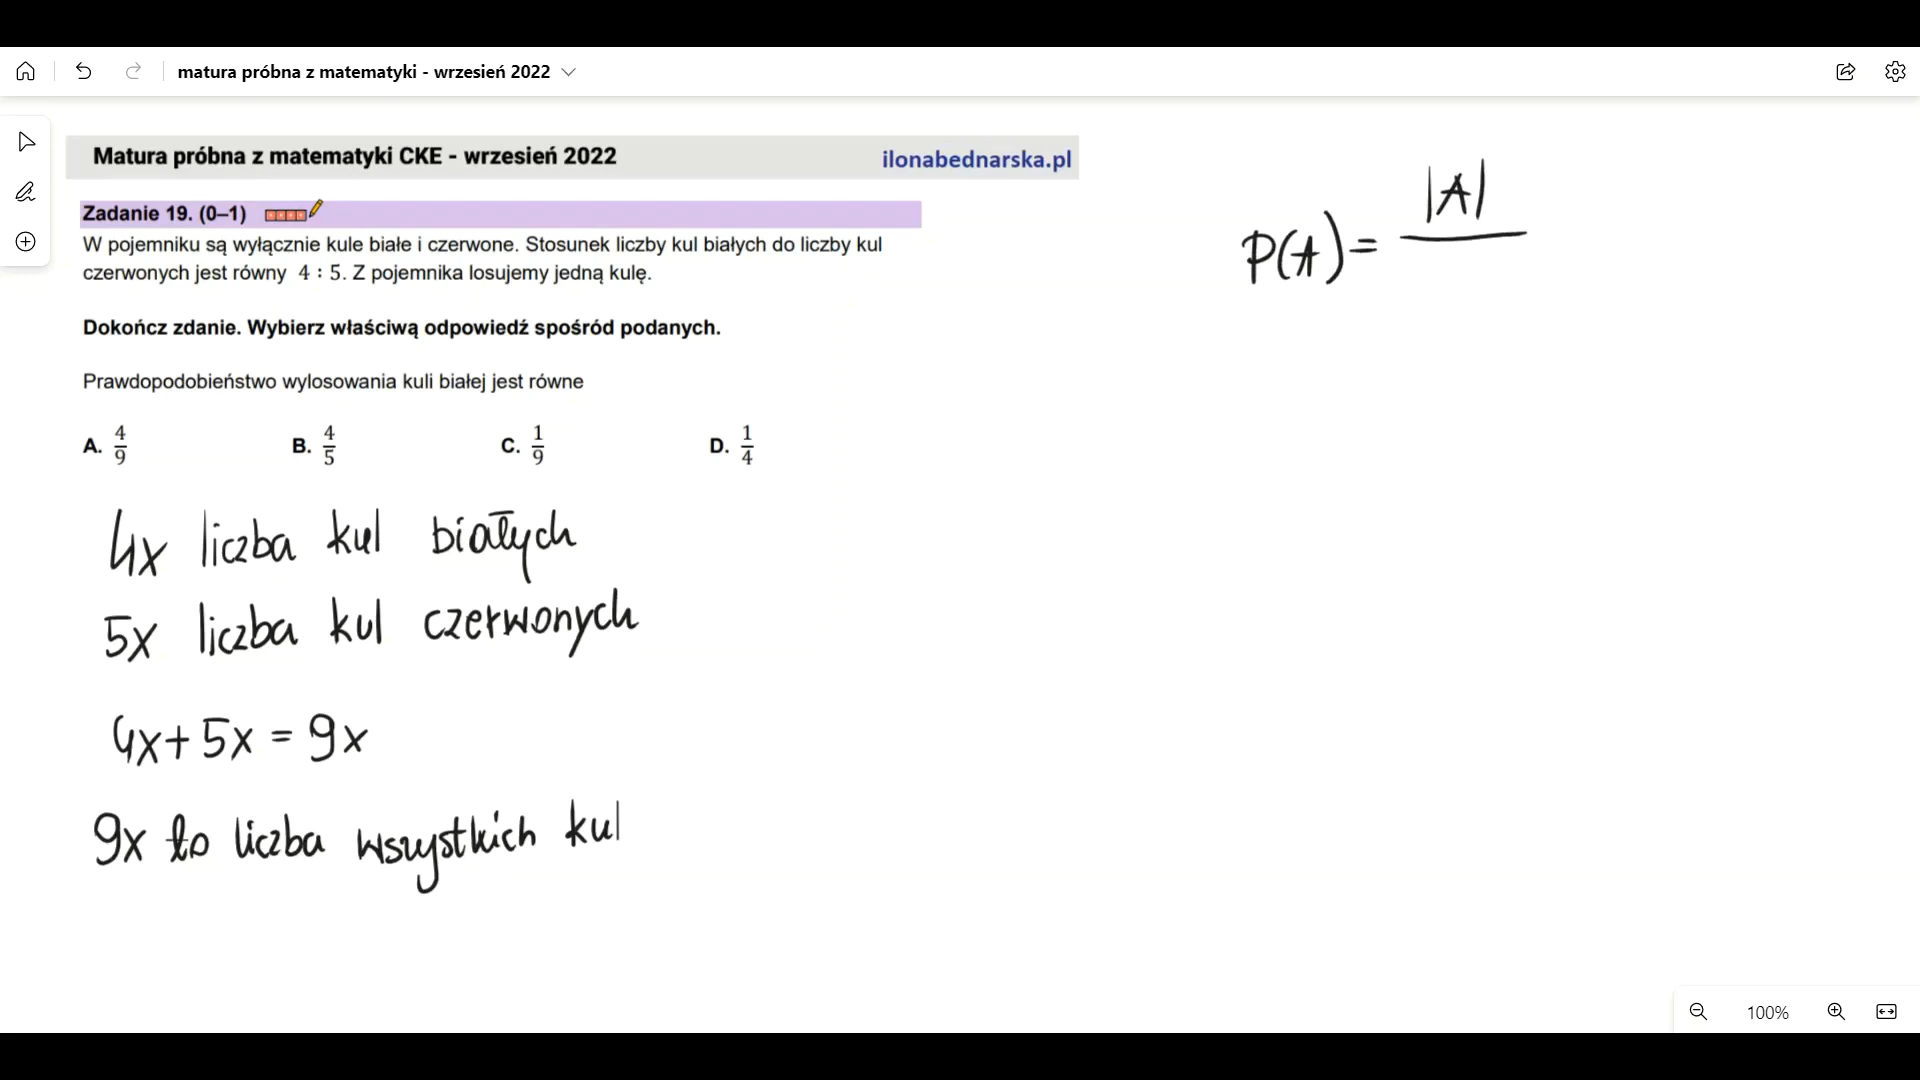 matura próbna z matematyki - wrzesień 2022
Matura próbna z matematyki CKE - wrzesień 2022
ilonabednarska.pl
Zadanie 19. (0–1)
W pojemniku są wyłącznie kule białe i czerwone. Stosunek liczby kul białych do liczby kul
czerwonych jest równy 4 : 5. Z pojemnika losujemy jedną kulę.
Dokończ zdanie. Wybierz właściwą odpowiedź spośród podanych.
Prawdopodobieństwo wylosowania kuli białej jest równe
A. 4/9 B. 4/5 C. 1/9 D. 1/4
4x liczba kul białych
5x liczba kul czerwonych
4x+5x = 9x
9x to liczba wszystkich kul
|A|
P(A)=
100%